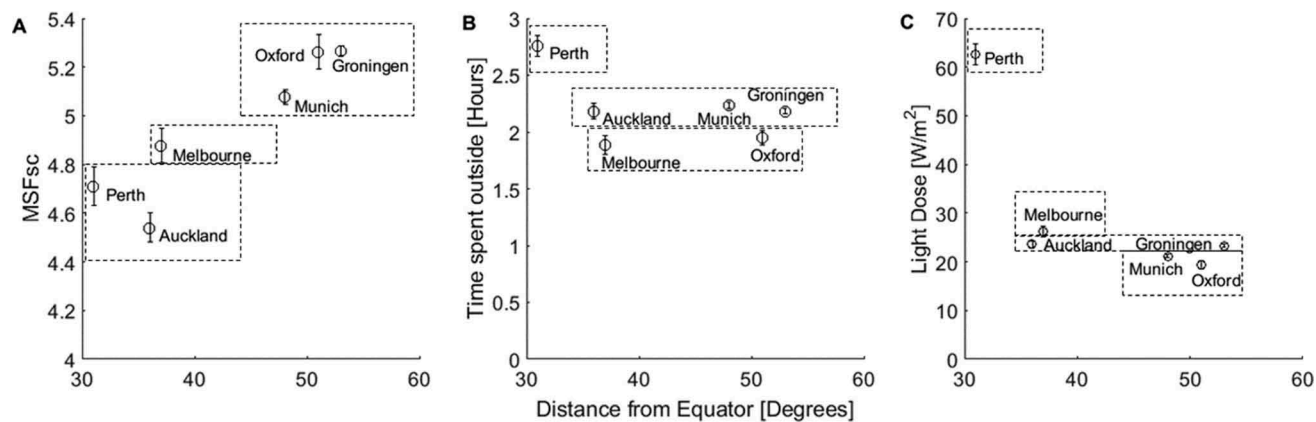 A
MSFsc
5.4
5.2
5
4.8
4.6
4.4
4.2
4
Oxford
Groningen
Munich
Melbourne
Perth
Auckland
30 40 50 60
B
Time spent outside [Hours]
3
2.5
2
1.5
1
0.5
0
Perth
Groningen
Auckland Munich
Melbourne Oxford
30 40 50 60
Distance from Equator [Degrees]
C
Light Dose [W/m²]
70
60
50
40
30
20
10
0
Perth
Melbourne
Auckland Groningen
Munich
Oxford
30 40 50 60